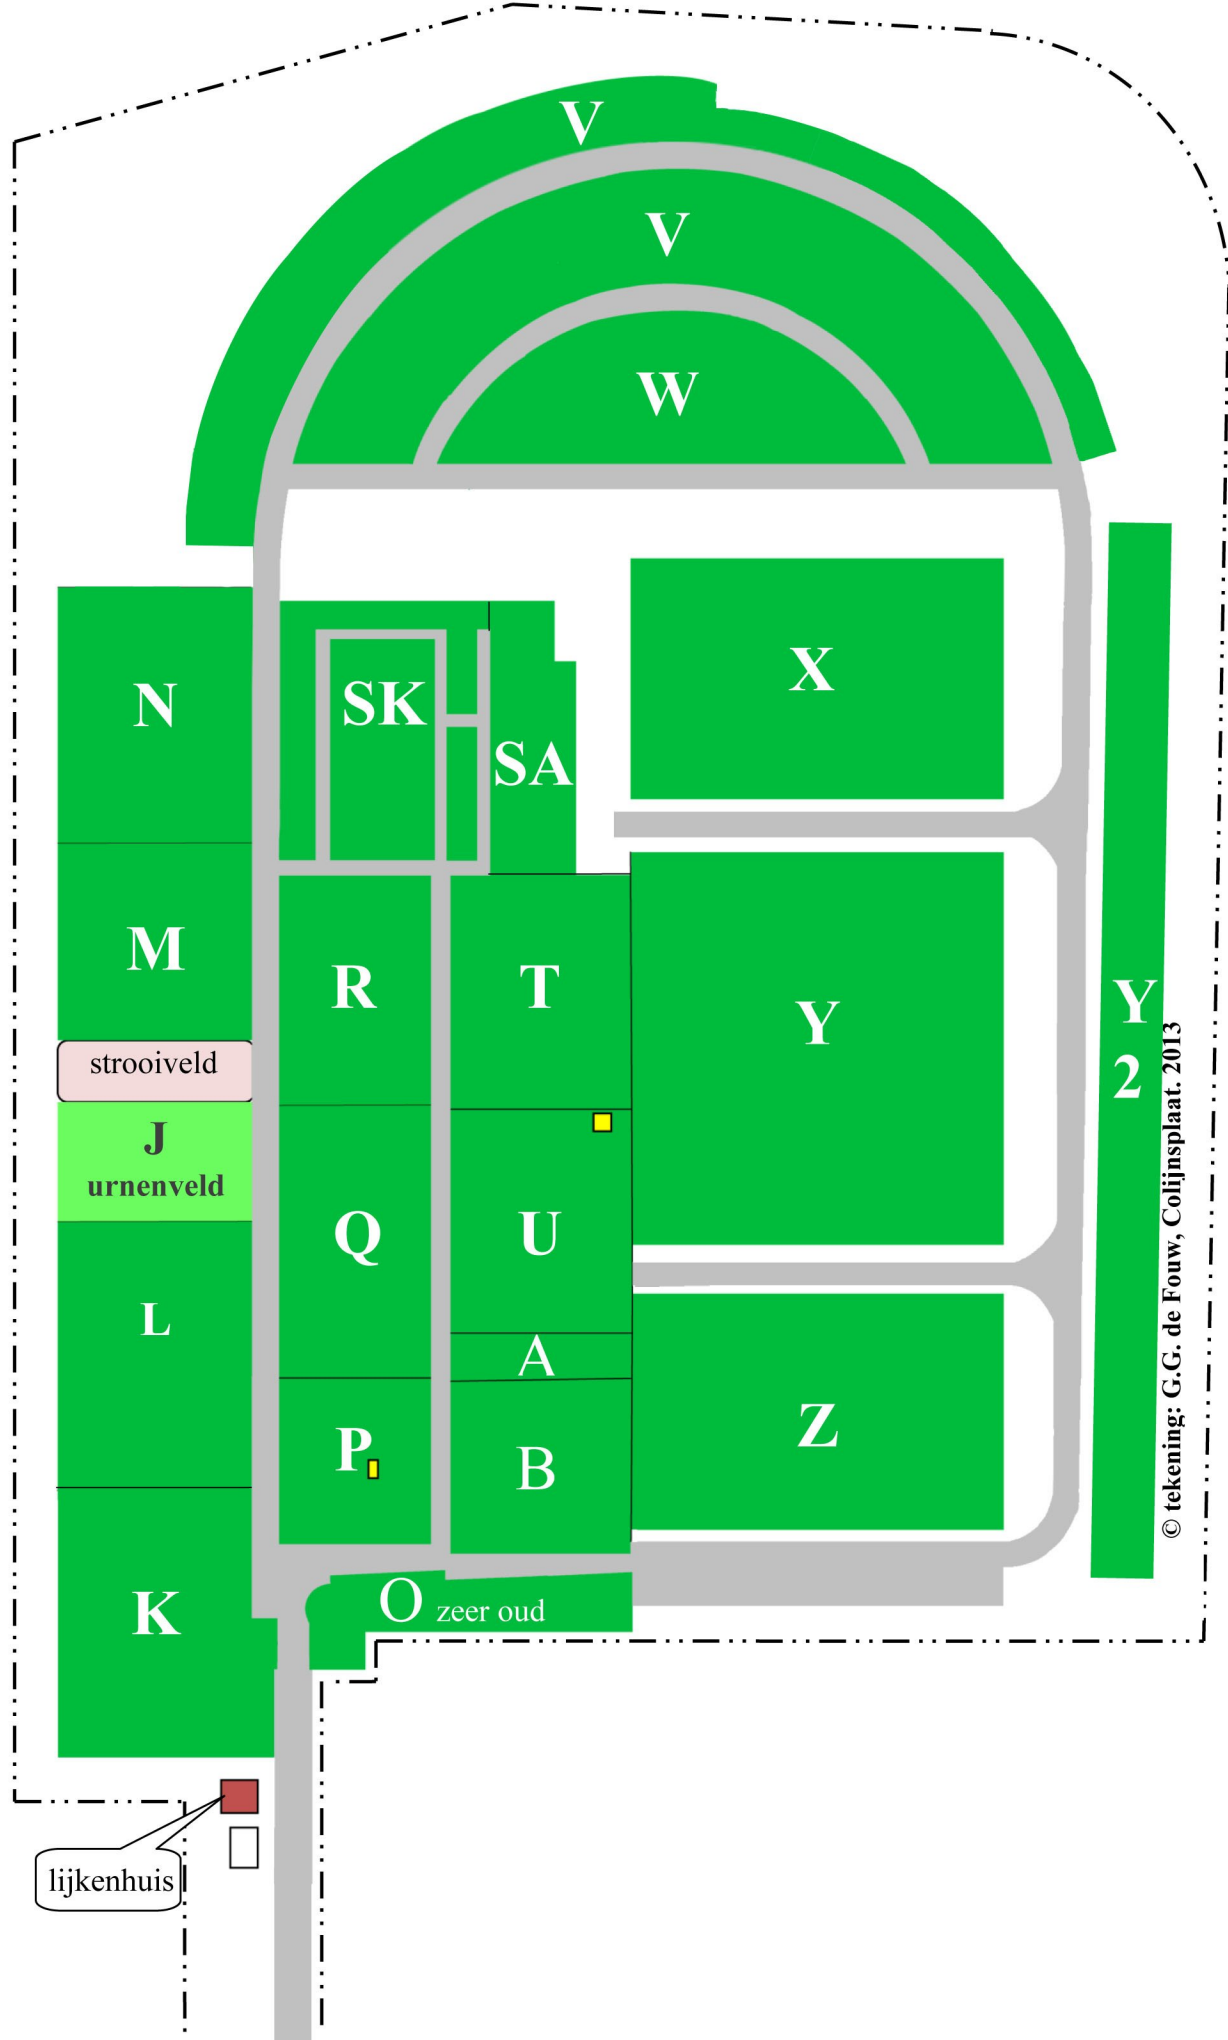 V
V
W
N
SK
SA
X
M
R
T
Y
Y
2
strooiveld
J
urnenveld
Q
U
L
A
P
B
Z
K
O zeer oud
lijkenhuis
© tekening: G.G. de Fouw, Colijnsplaat. 2013